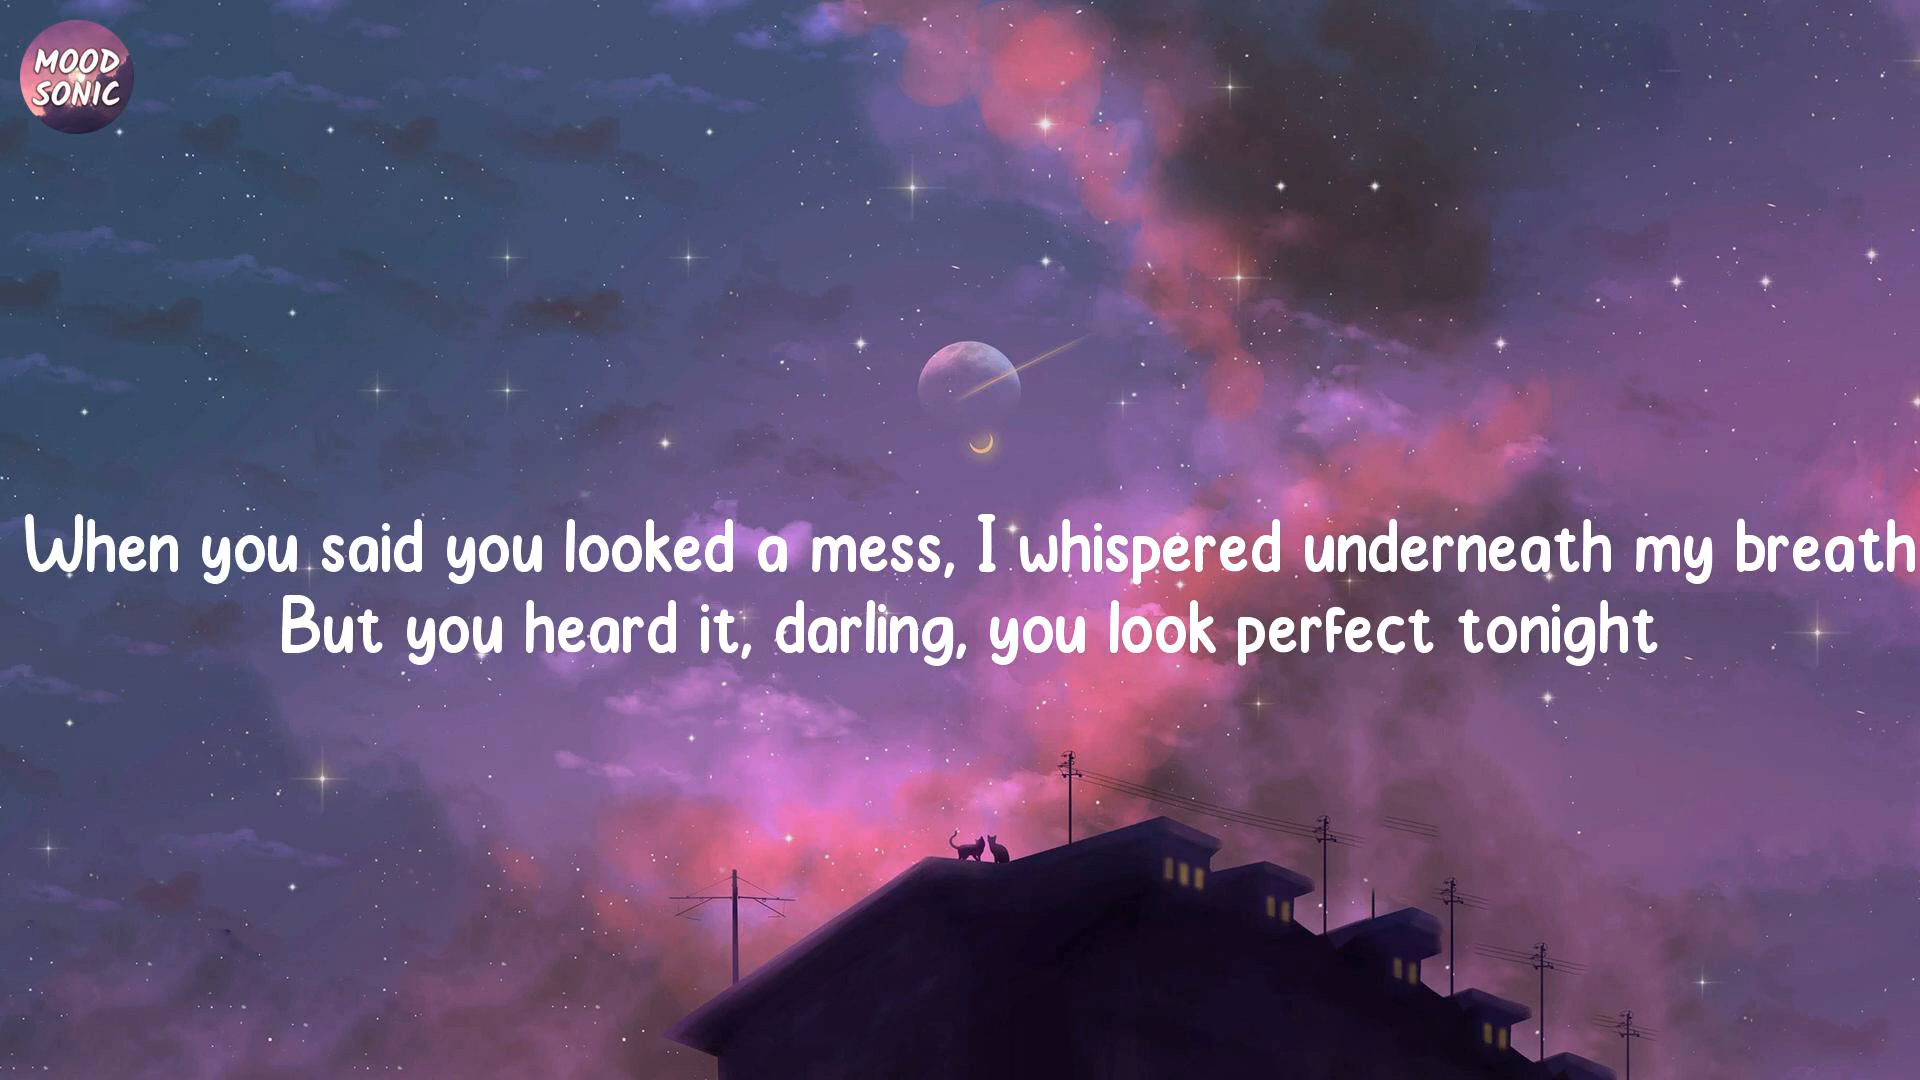 MOOD
SONIC
When you said you looked a mess, I whispered underneath my breath
But you heard it, darling, you look perfect tonight